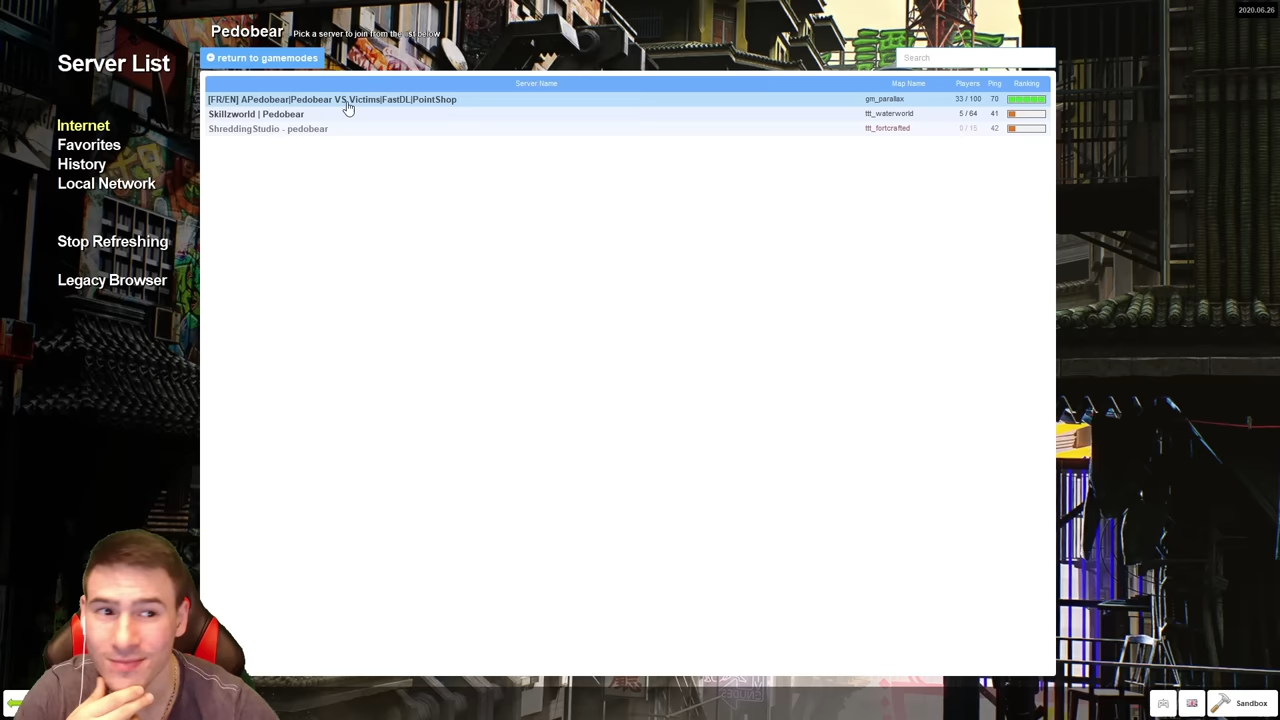 2020.06.26
Pedobear Pick a server to join from the list below
Server List
return to gamemodes
Search
Server Name Map Name Players Ping Ranking
[FR/EN] APedobear|Pedobear VS Victims|FastDL|PointShop gm_parallax 33 / 100 70
Skillzworld | Pedobear ttt_waterworld 5 / 64 41
ShreddingStudio - pedobear ttt_fortcrafted 0 / 15 42
Internet
Favorites
History
Local Network
Stop Refreshing
Legacy Browser
Sandbox